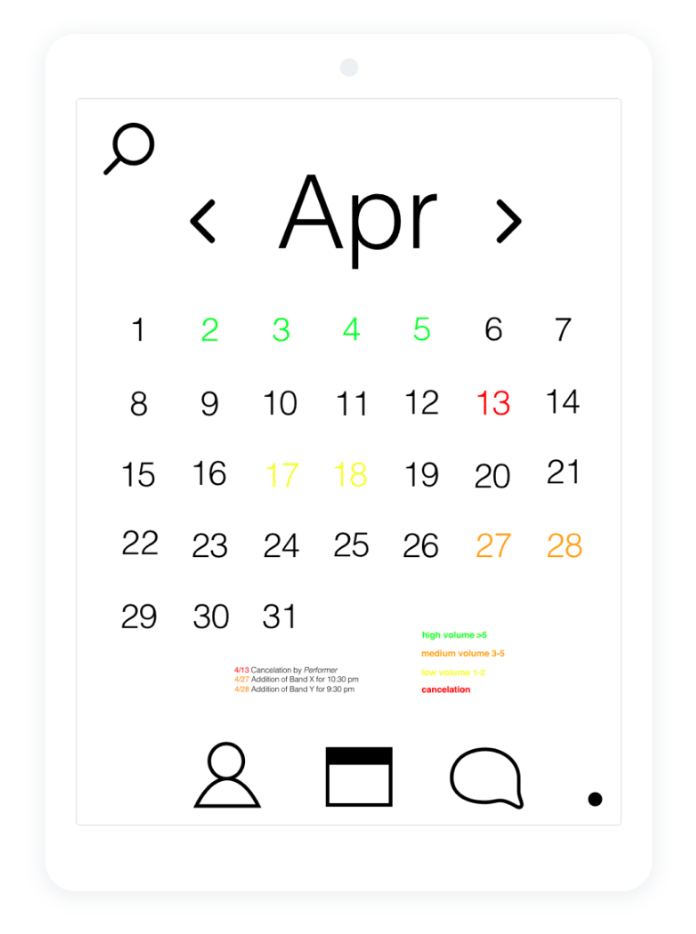 Apr
1 2 3 4 5 6 7
8 9 10 11 12 13 14
15 16 17 18 19 20 21
22 23 24 25 26 27 28
29 30 31
high volume >5
medium volume 3-5
low volume 1-3
cancelation
4/13 Cancelation by Performer
4/27 Addition of Band X for 10:30 pm
4/28 Addition of Band Y for 9:30 pm